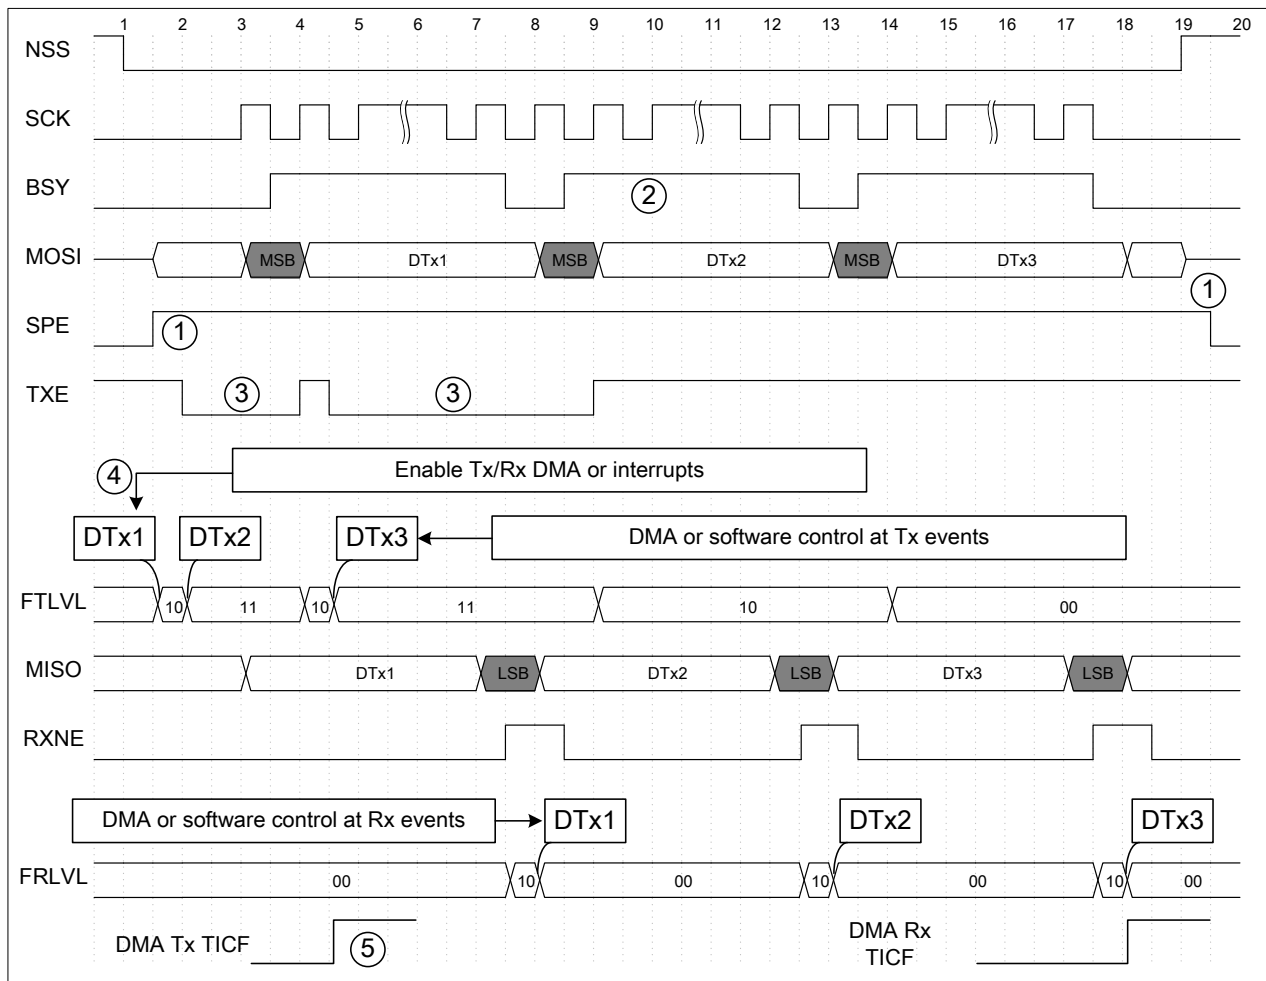 1 2 3 4 5 6 7 8 9 10 11 12 13 14 15 16 17 18 19 20
NSS
SCK
BSY
2
MOSI
MSB DTx1 MSB DTx2 MSB DTx3
1
SPE
1
TXE
3 3
4
Enable Tx/Rx DMA or interrupts
DTx1 DTx2 DTx3
DMA or software control at Tx events
FTLVL
10 11 10 11 10 00
MISO
DTx1 LSB DTx2 LSB DTx3 LSB
RXNE
DMA or software control at Rx events
DTx1 DTx2 DTx3
FRLVL
00 10 00 10 00 10 00
DMA Tx TICF
5
DMA Rx
TICF